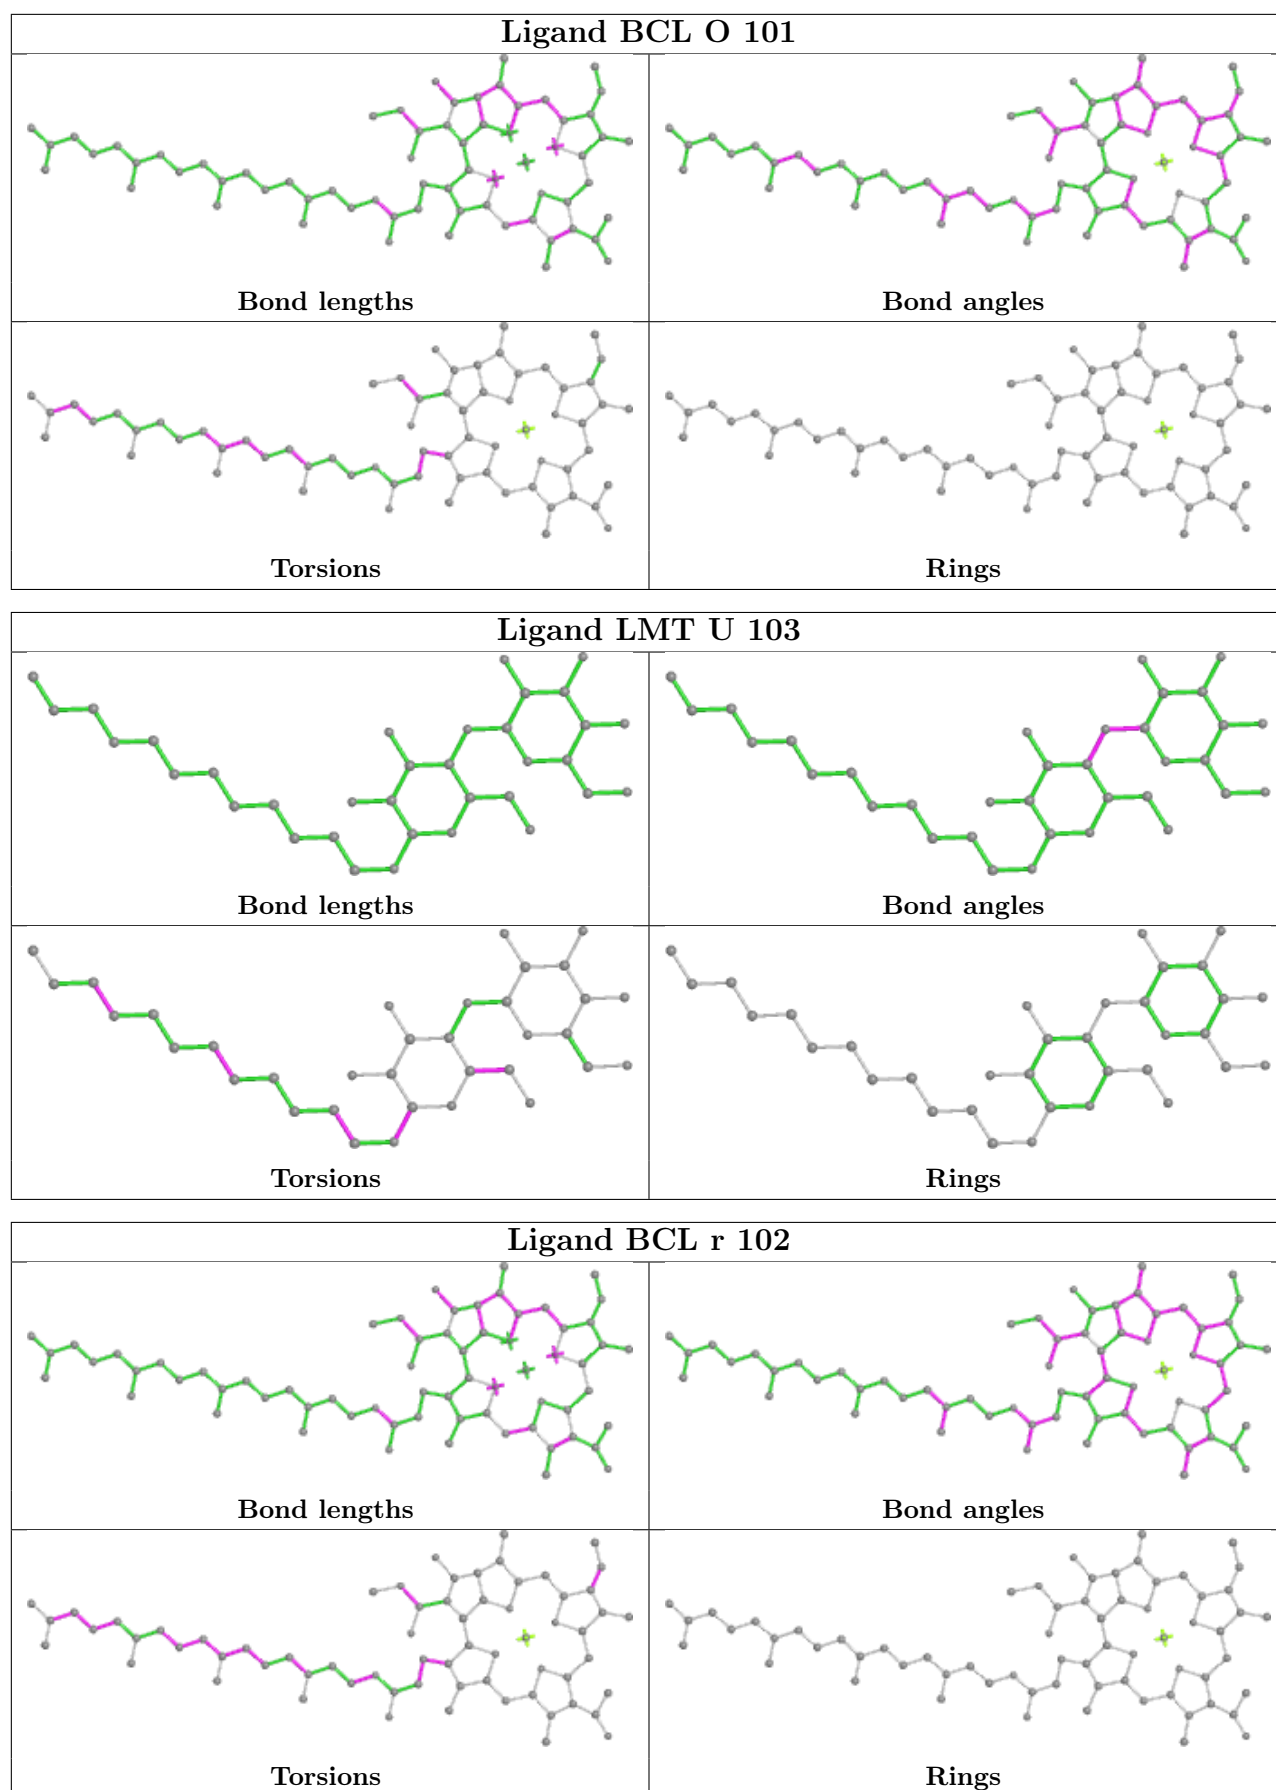 Ligand BCL O 101
Bond lengths
Bond angles
Torsions
Rings
Ligand LMT U 103
Bond lengths
Bond angles
Torsions
Rings
Ligand BCL r 102
Bond lengths
Bond angles
Torsions
Rings